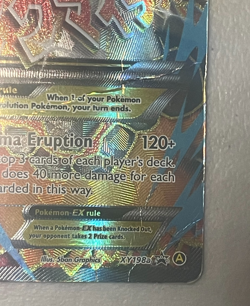 rule
When 1 of your Pokémon
volution Pokémon, your turn ends.
ma Eruption 120+
op 3 cards of each player's deck.
does 40 more damage for each
arded in this way.
Pokémon-EX rule
When a Pokémon-EX has been Knocked Out,
your opponent takes 2 Prize cards.
Illus. 5ban Graphics XY198a A